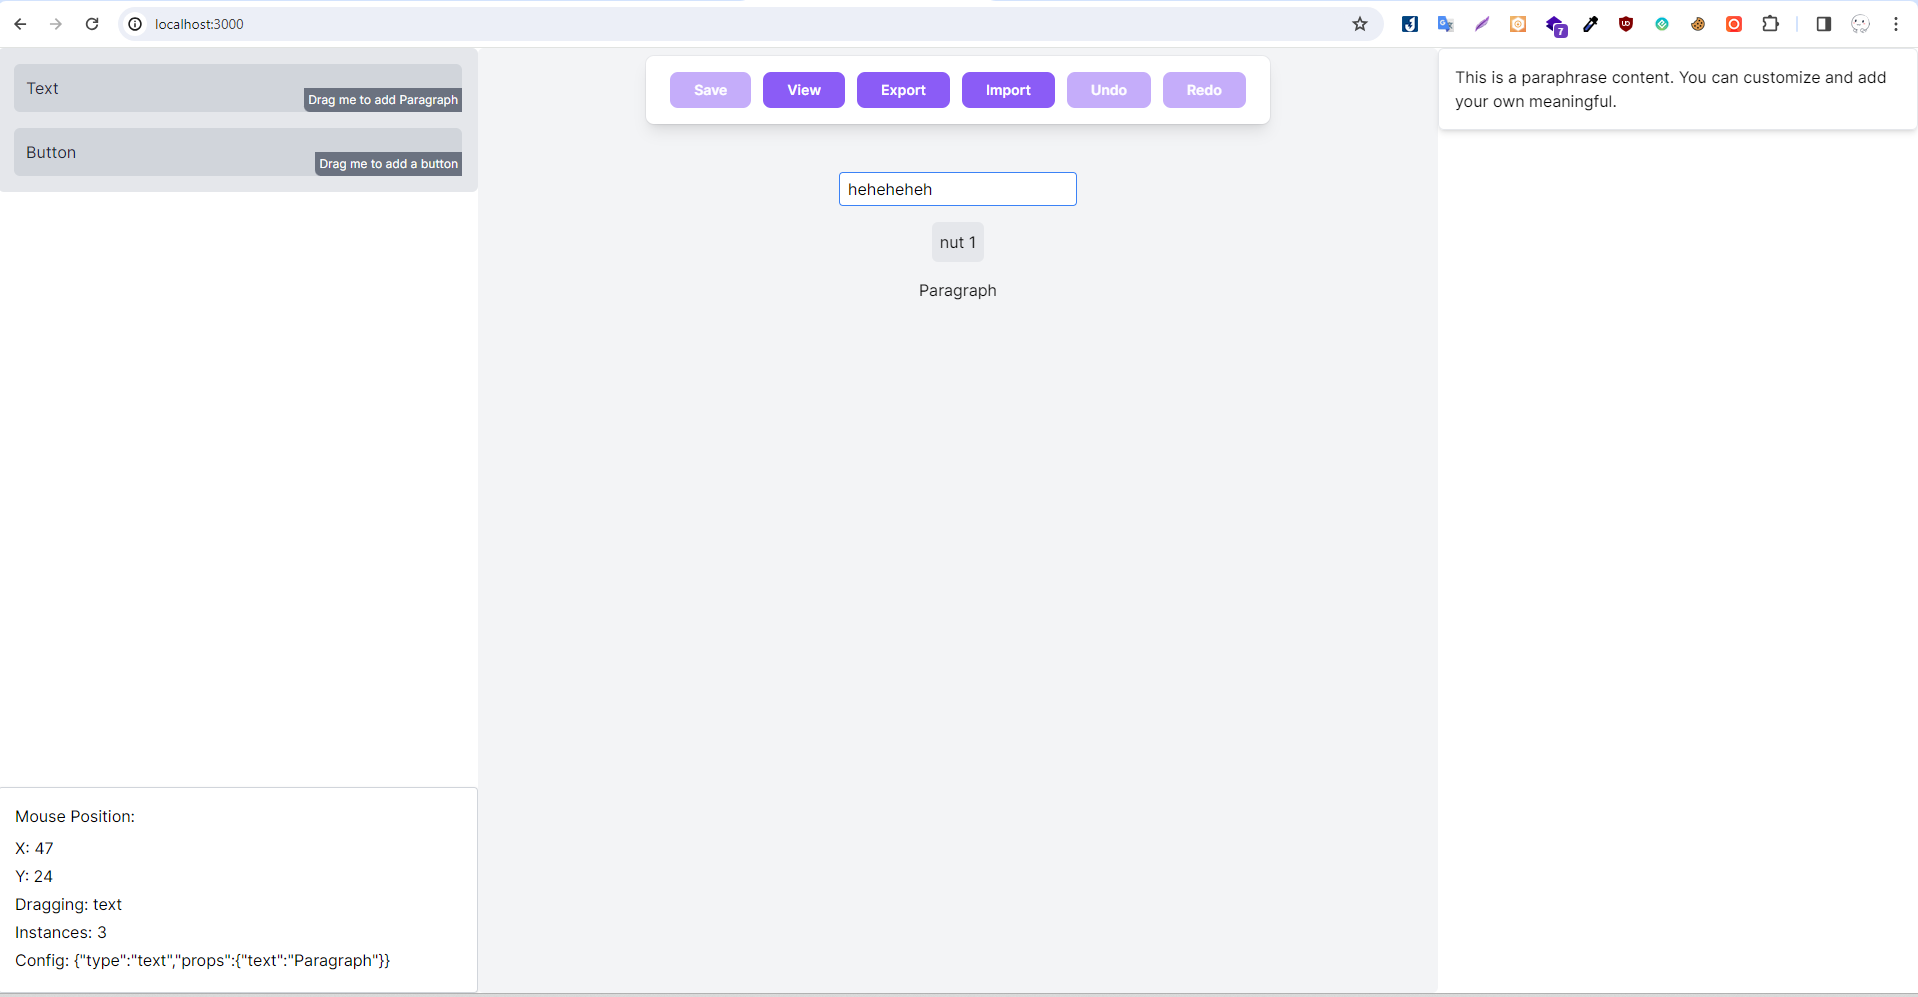 localhost:3000
7
Text
Drag me to add Paragraph
Button
Drag me to add a button
Save
View
Export
Import
Undo
Redo
heheheheh
nut 1
Paragraph
This is a paraphrase content. You can customize and add
your own meaningful.
Mouse Position:
X: 47
Y: 24
Dragging: text
Instances: 3
Config: {"type":"text","props":{"text":"Paragraph"}}